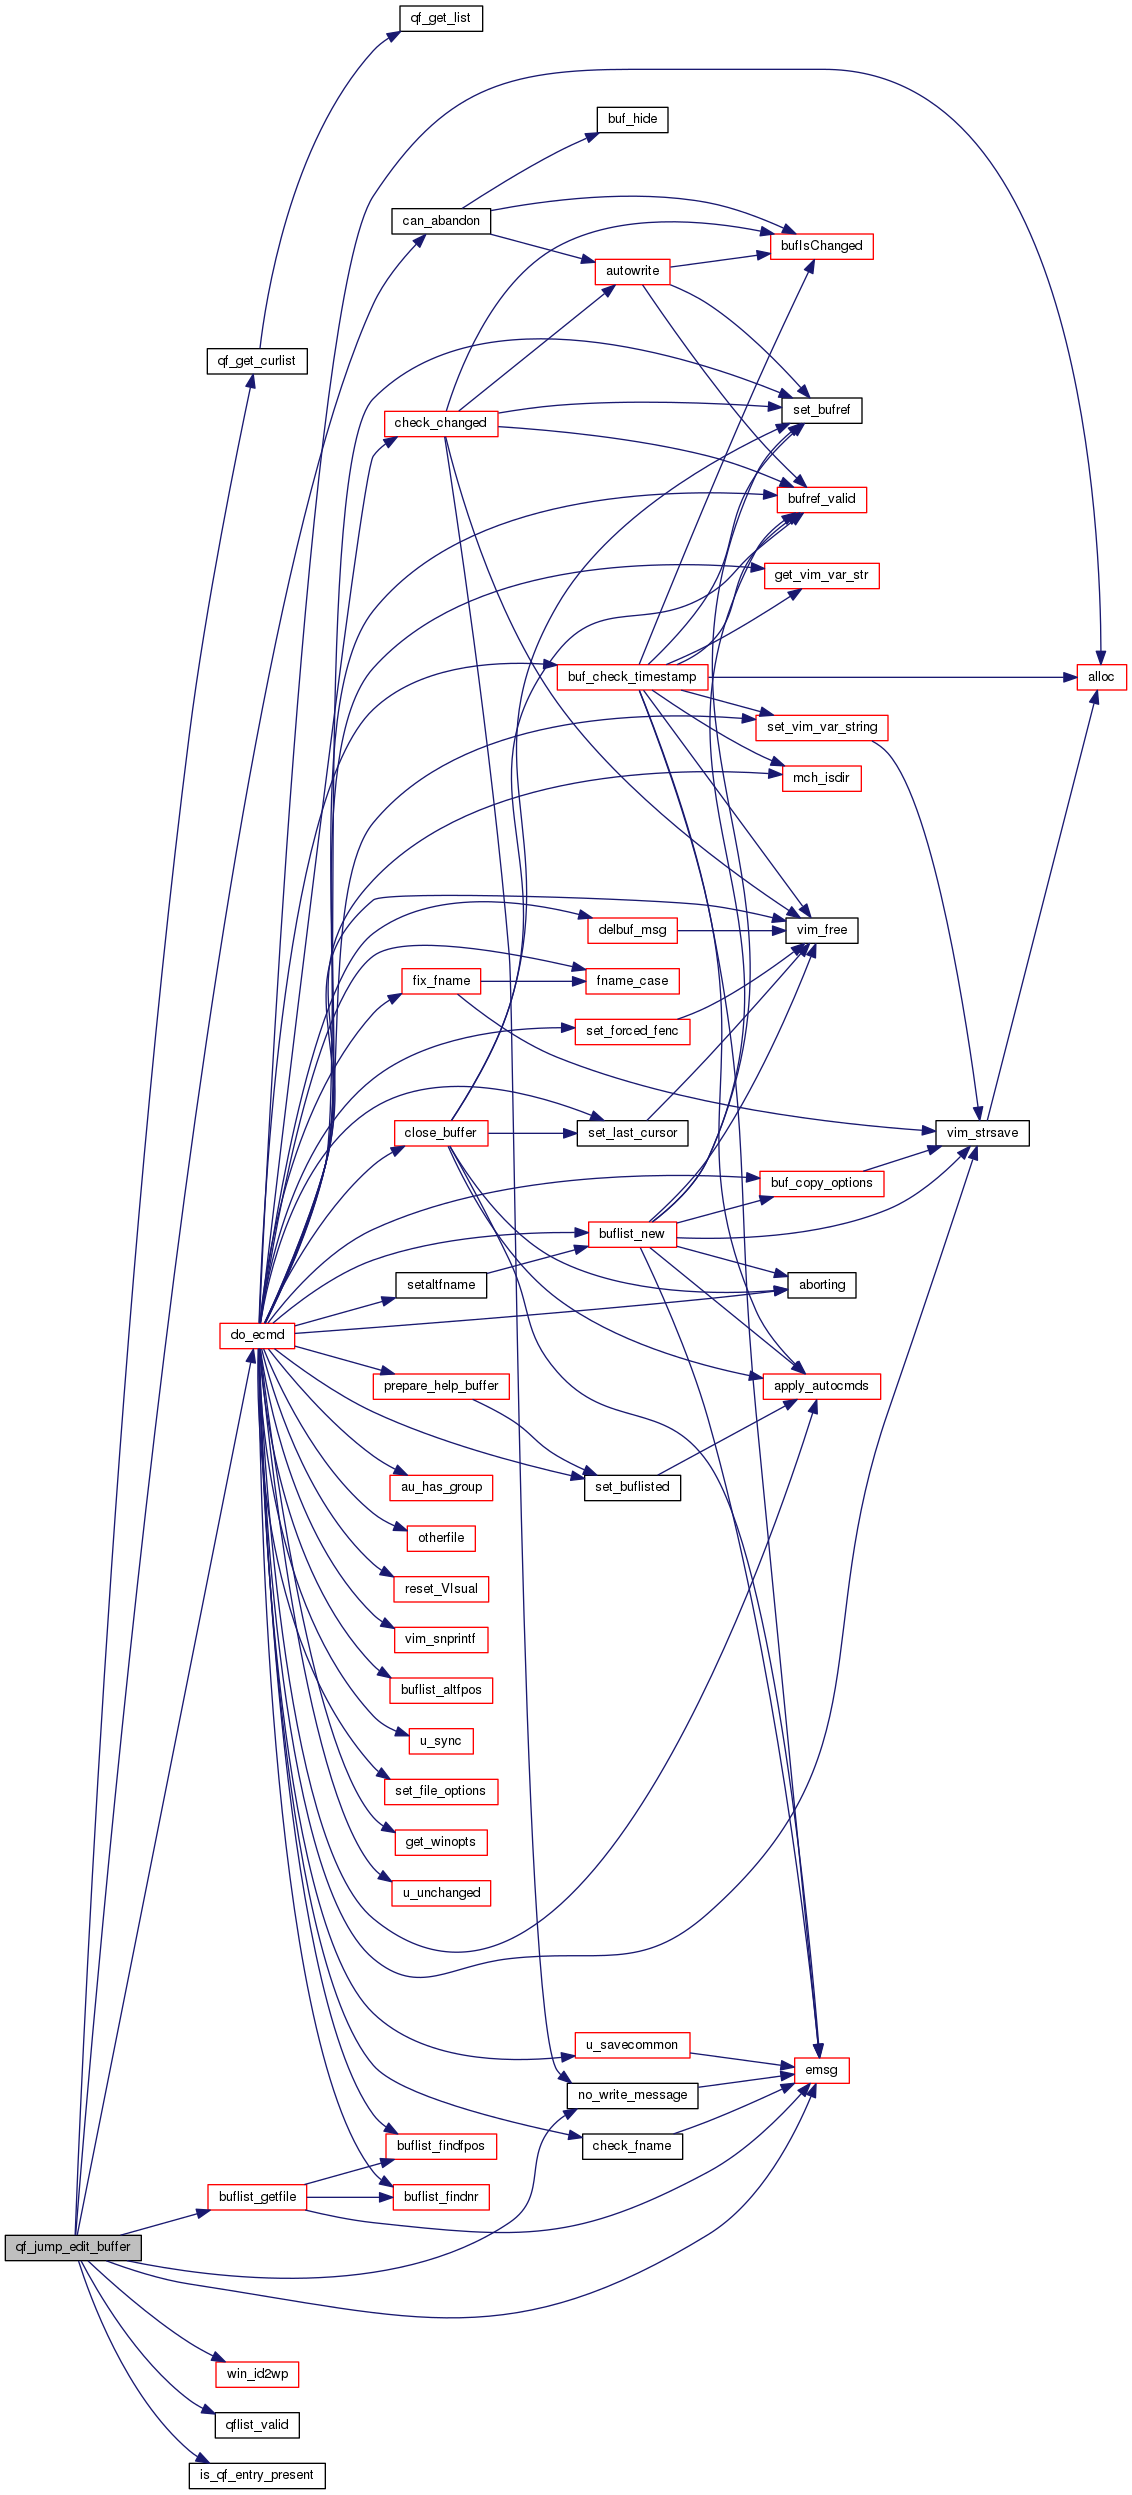 qf_get_list
buf_hide
can_abandon
bufIsChanged
autowrite
qf_get_curlist
set_bufref
check_changed
bufref_valid
get_vim_var_str
buf_check_timestamp
alloc
set_vim_var_string
mch_isdir
delbuf_msg
vim_free
fix_fname
fname_case
set_forced_fenc
close_buffer
set_last_cursor
vim_strsave
buf_copy_options
buflist_new
setaltfname
aborting
do_ecmd
prepare_help_buffer
apply_autocmds
au_has_group
set_buflisted
otherfile
reset_VIsual
vim_snprintf
buflist_altfpos
u_sync
set_file_options
get_winopts
u_unchanged
u_savecommon
emsg
no_write_message
buflist_findfpos
check_fname
buflist_getfile
buflist_findnr
qf_jump_edit_buffer
win_id2wp
qflist_valid
is_qf_entry_present